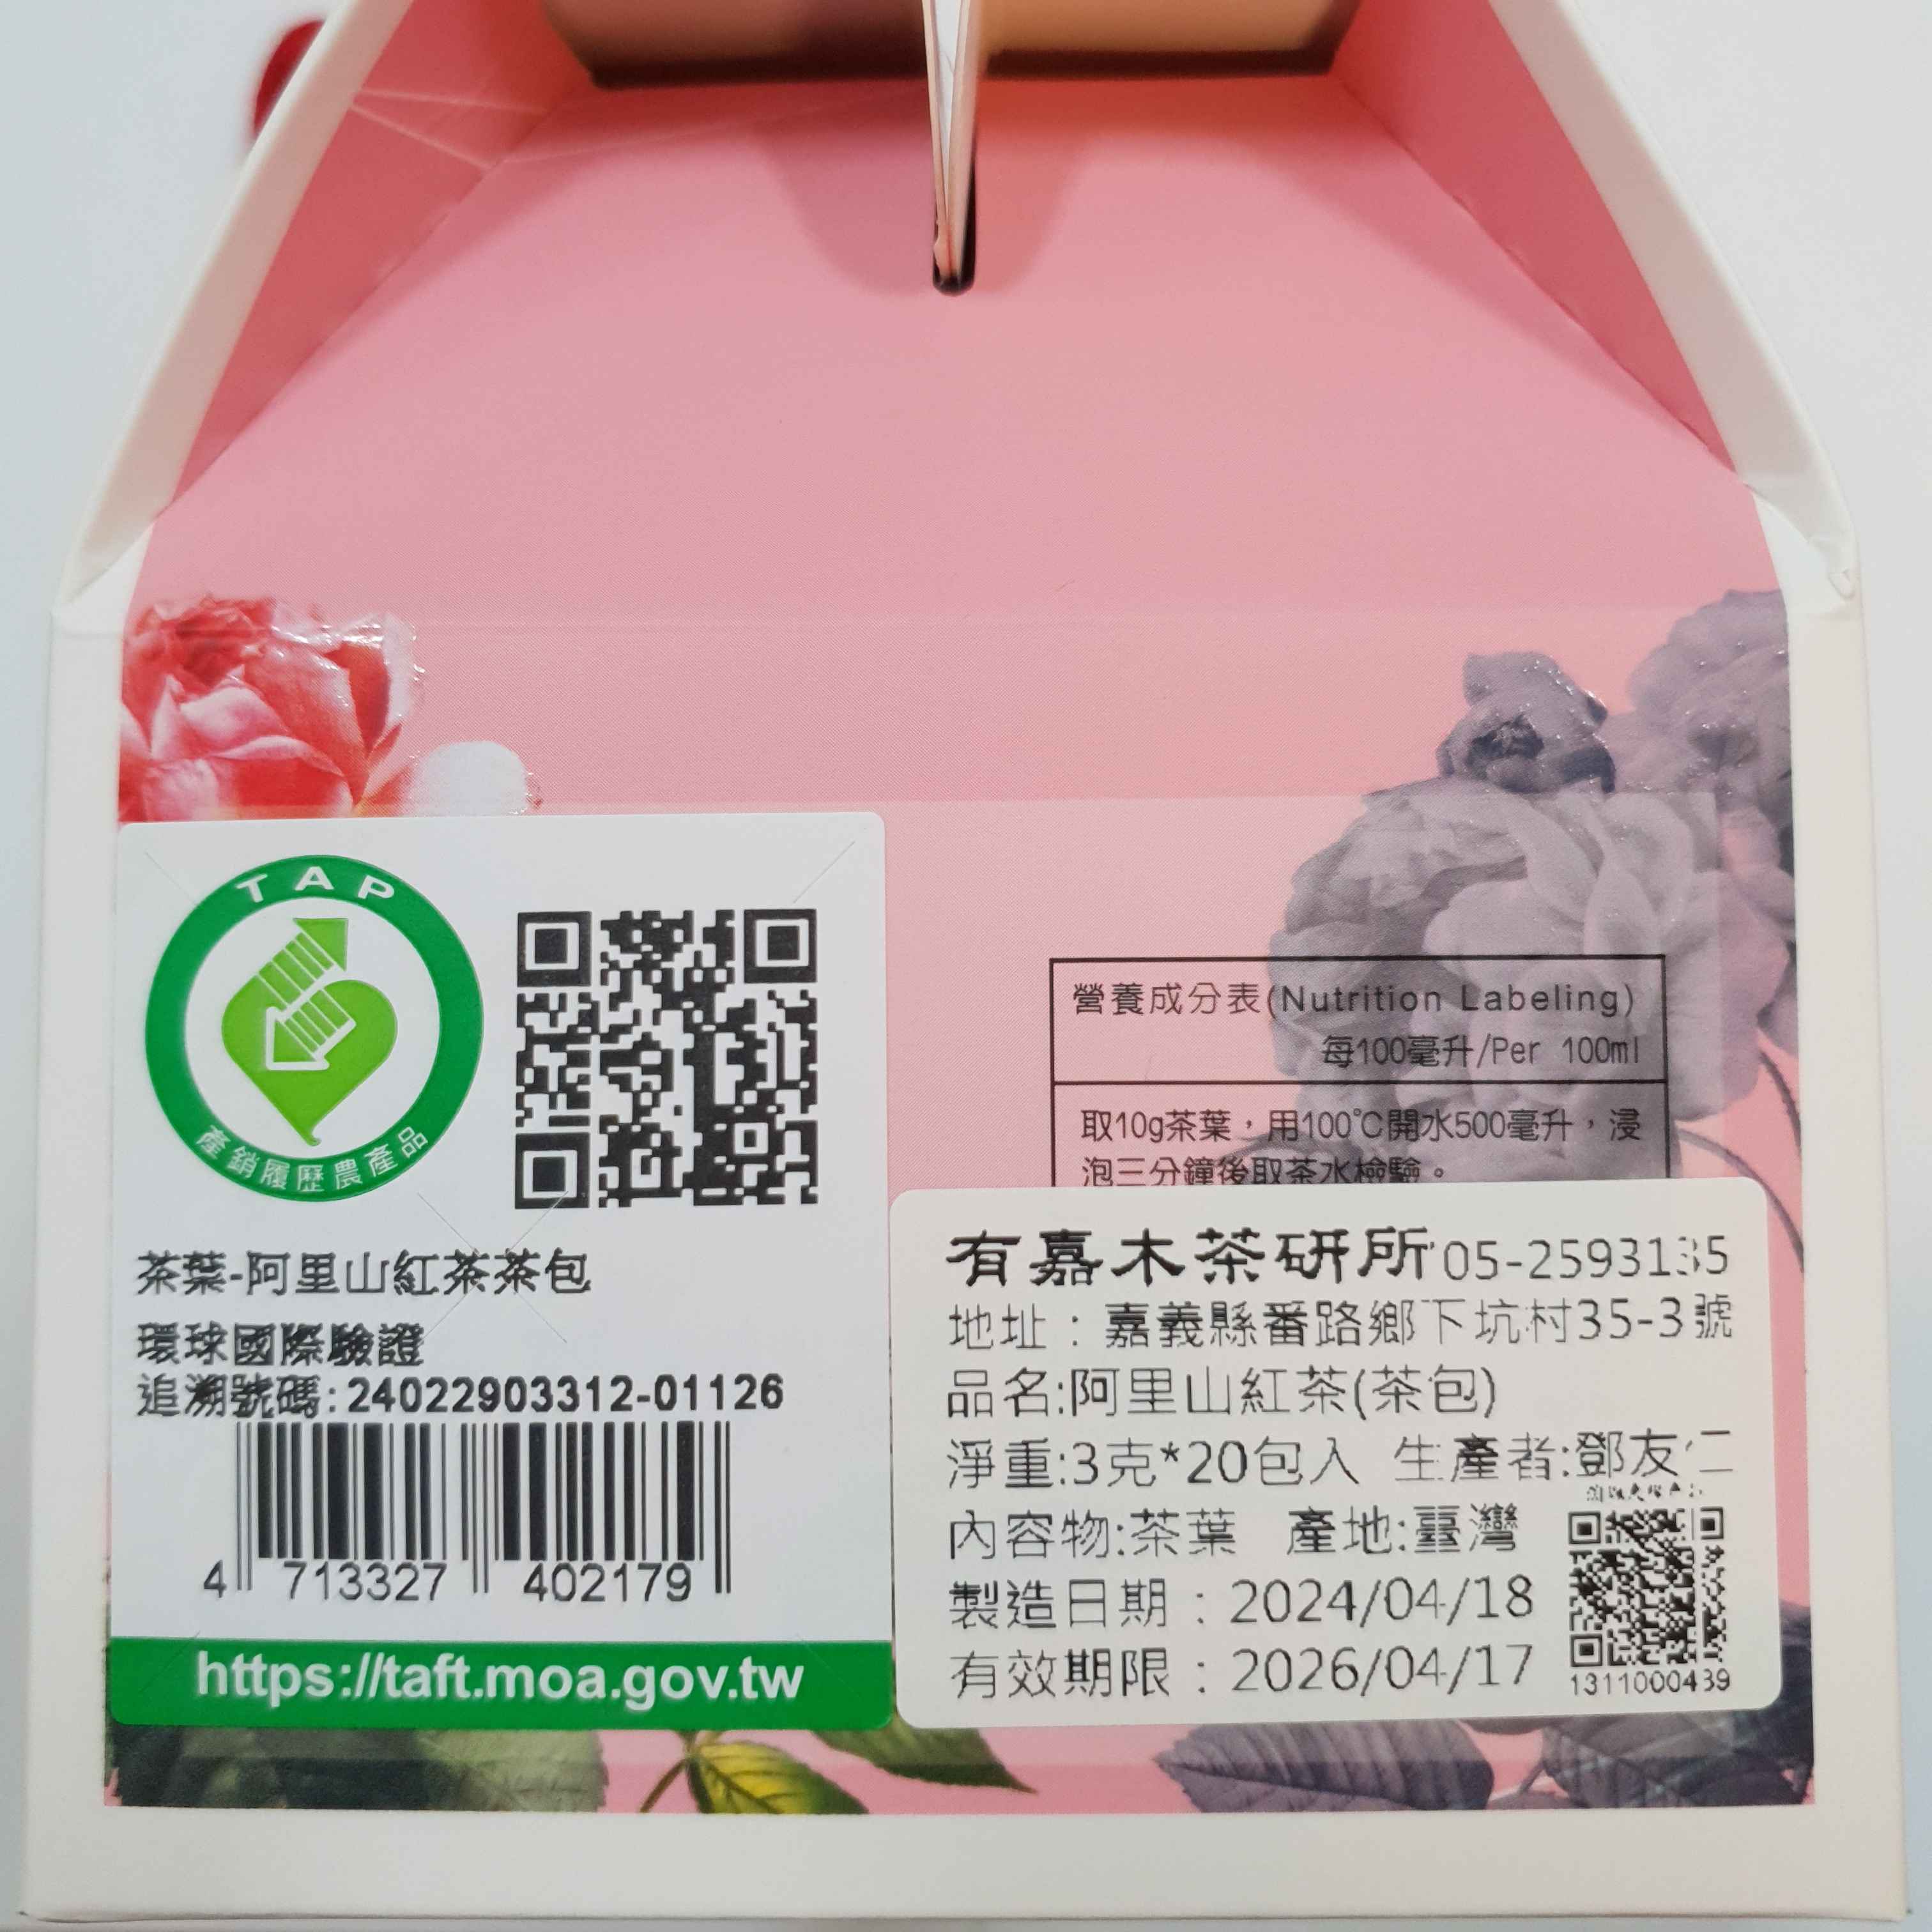 TAP
產銷履歷農產品
茶葉-阿里山紅茶茶包
環球國際驗證
追溯號碼:24022903312-01126
4 713327 402179
https://taft.moa.gov.tw
營養成分表(Nutrition Labeling)
每100毫升/Per 100ml
取10g茶葉,用100℃開水500毫升,浸
泡三分鐘後取茶水檢驗。
有嘉木茶研所 05-2593135
地址:嘉義縣番路鄉下坑村35-3號
品名:阿里山紅茶(茶包)
淨重:3克*20包入 生產者:鄧友仁
內容物:茶葉 產地:臺灣
製造日期:2024/04/18
有效期限:2026/04/17
1311000439